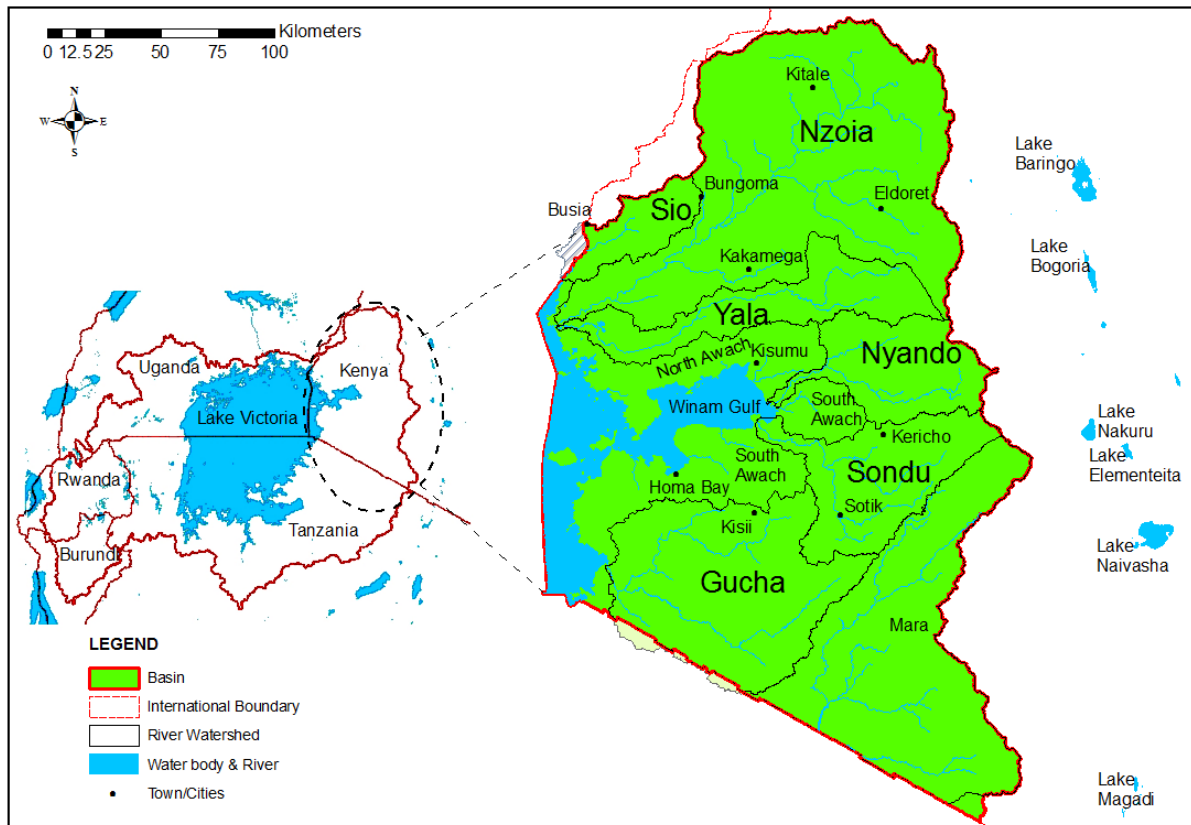 Kilometers
0 12.5 25 50 75 100
N
W E
S
Kitale
Nzoia
Lake
Baringo
Bungoma
Eldoret
Sio
Busia
Lake
Bogoria
Kakamega
Yala
North Awach
Kisumu
Nyando
Winam Gulf
South
Awach
Kericho
Lake
Nakuru
Lake
Elementeita
South
Awach
Sondu
Homa Bay
Sotik
Kisii
Lake
Naivasha
Gucha
Mara
Lake
Magadi
Uganda
Kenya
Lake Victoria
Rwanda
Tanzania
Burundi
LEGEND
Basin
International Boundary
River Watershed
Water body & River
Town/Cities